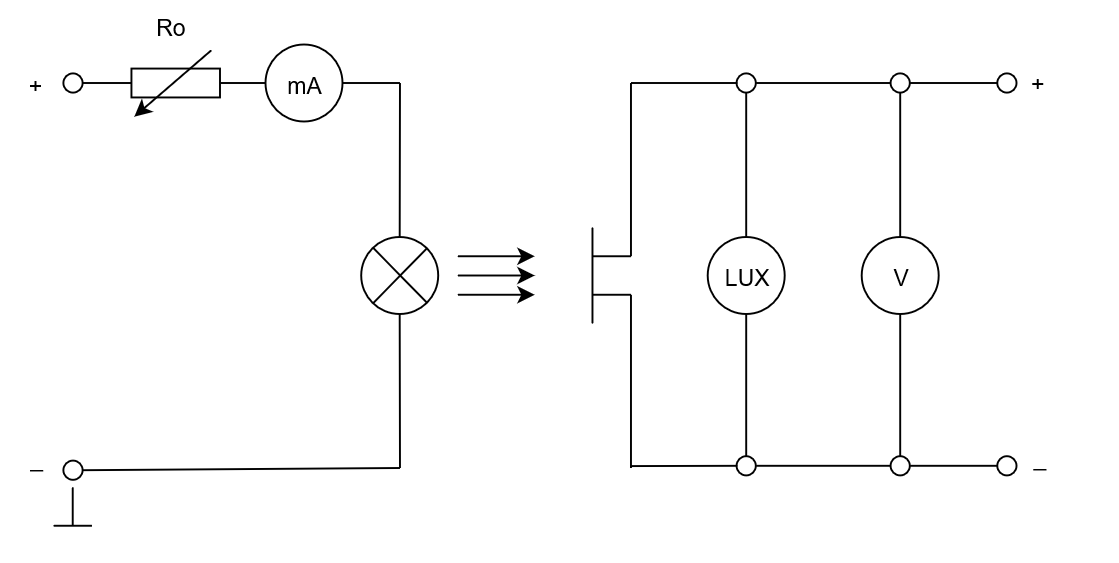 Ro
+
mA
+
LUX
V
–
–